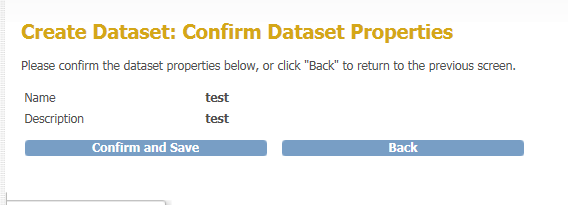 Create Dataset: Confirm Dataset Properties
Please confirm the dataset properties below, or click "Back" to return to the previous screen.
Name test
Description test
Confirm and Save Back